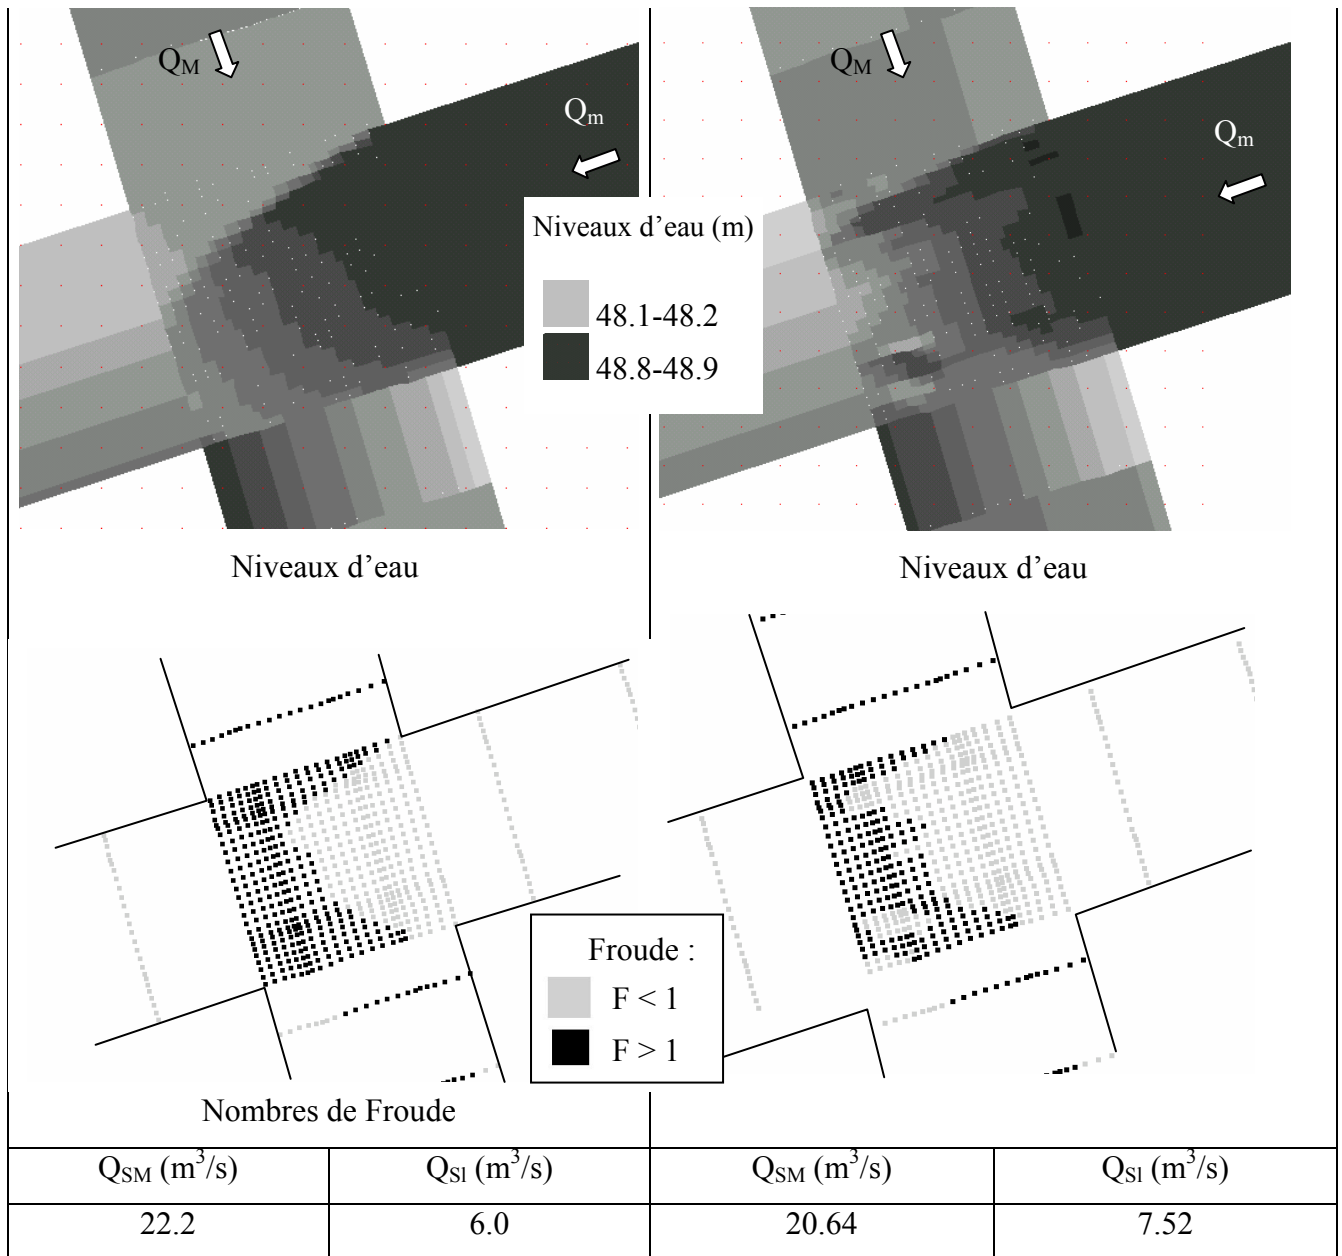 Q_M
Q_m
Q_M
Q_m
Niveaux d'eau (m)
48.1-48.2
48.8-48.9
Niveaux d'eau
Niveaux d'eau
Froude :
F < 1
F > 1
Nombres de Froude
Q_SM (m³/s) Q_Sl (m³/s) Q_SM (m³/s) Q_Sl (m³/s)
22.2 6.0 20.64 7.52